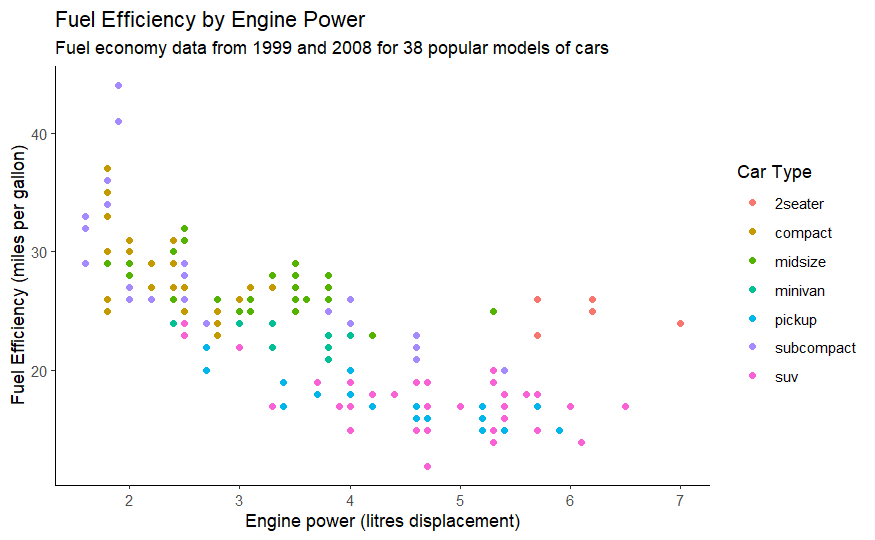 Fuel Efficiency by Engine Power
Fuel economy data from 1999 and 2008 for 38 popular models of cars
Fuel Efficiency (miles per gallon)
40
30
20
2 3 4 5 6 7
Engine power (litres displacement)
Car Type
2seater
compact
midsize
minivan
pickup
subcompact
suv